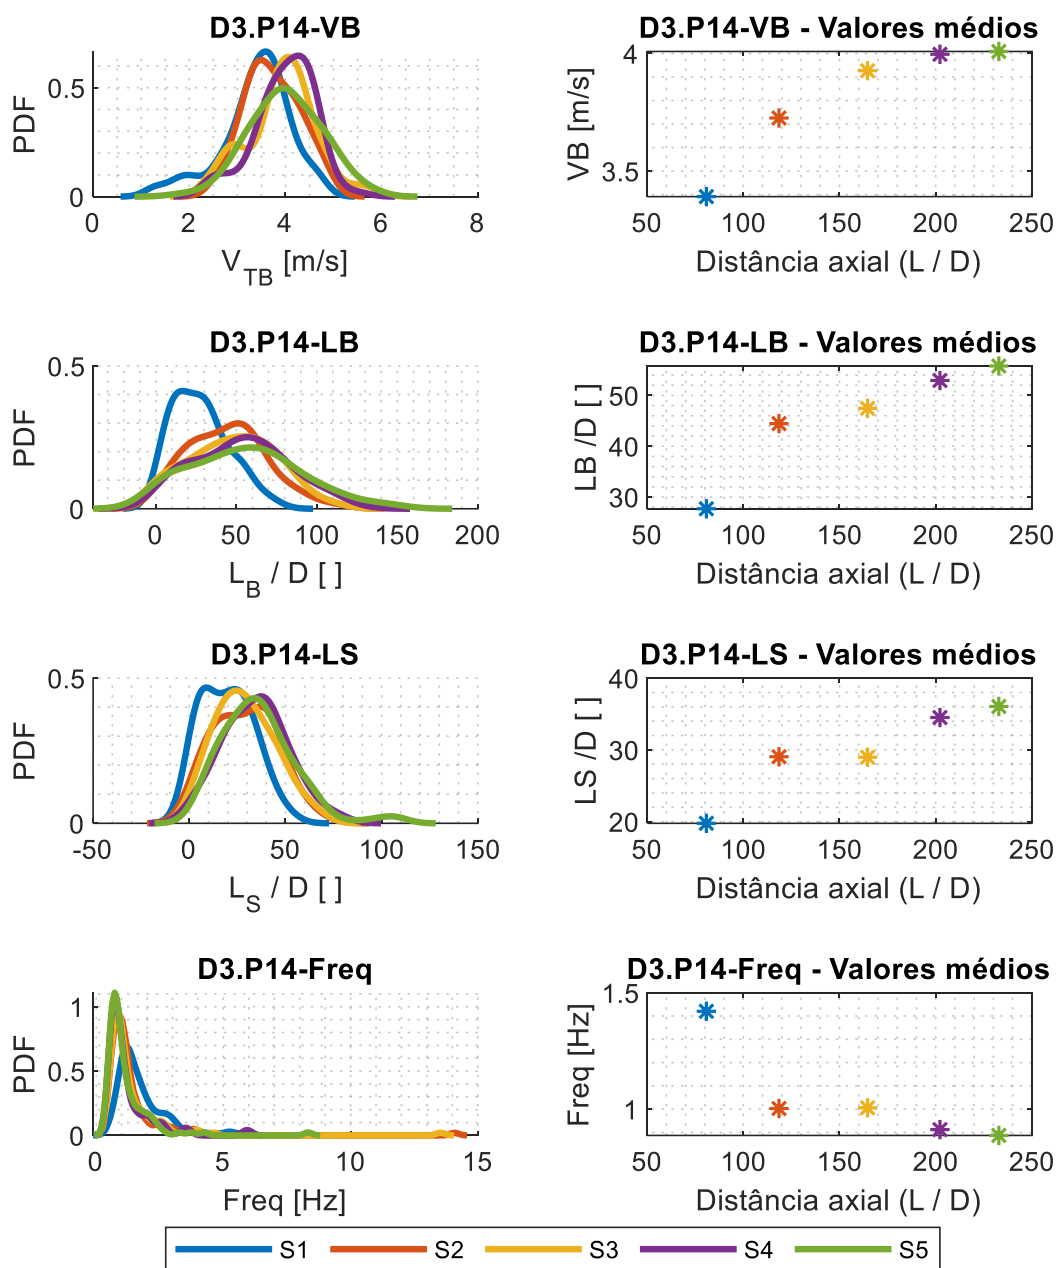 D3.P14-VB
PDF
0.5
0
0 2 4 6 8
V_TB [m/s]
D3.P14-VB - Valores médios
VB [m/s]
4
3.5
50 100 150 200 250
Distância axial (L / D)
D3.P14-LB
PDF
0.5
0
0 50 100 150 200
L_B / D [ ]
D3.P14-LB - Valores médios
LB /D [ ]
50
40
30
50 100 150 200 250
Distância axial (L / D)
D3.P14-LS
PDF
0.5
0
-50 0 50 100 150
L_S / D [ ]
D3.P14-LS - Valores médios
LS /D [ ]
40
30
20
50 100 150 200 250
Distância axial (L / D)
D3.P14-Freq
PDF
1
0.5
0
0 5 10 15
Freq [Hz]
D3.P14-Freq - Valores médios
Freq [Hz]
1.5
1
50 100 150 200 250
Distância axial (L / D)
S1 S2 S3 S4 S5